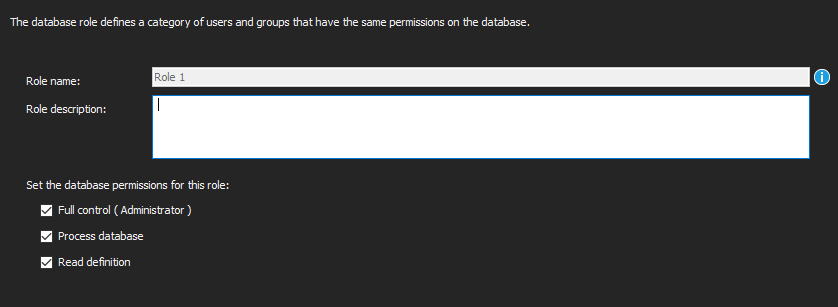 The database role defines a category of users and groups that have the same permissions on the database.
Role name:
Role 1
Role description:
Set the database permissions for this role:
Full control ( Administrator )
Process database
Read definition